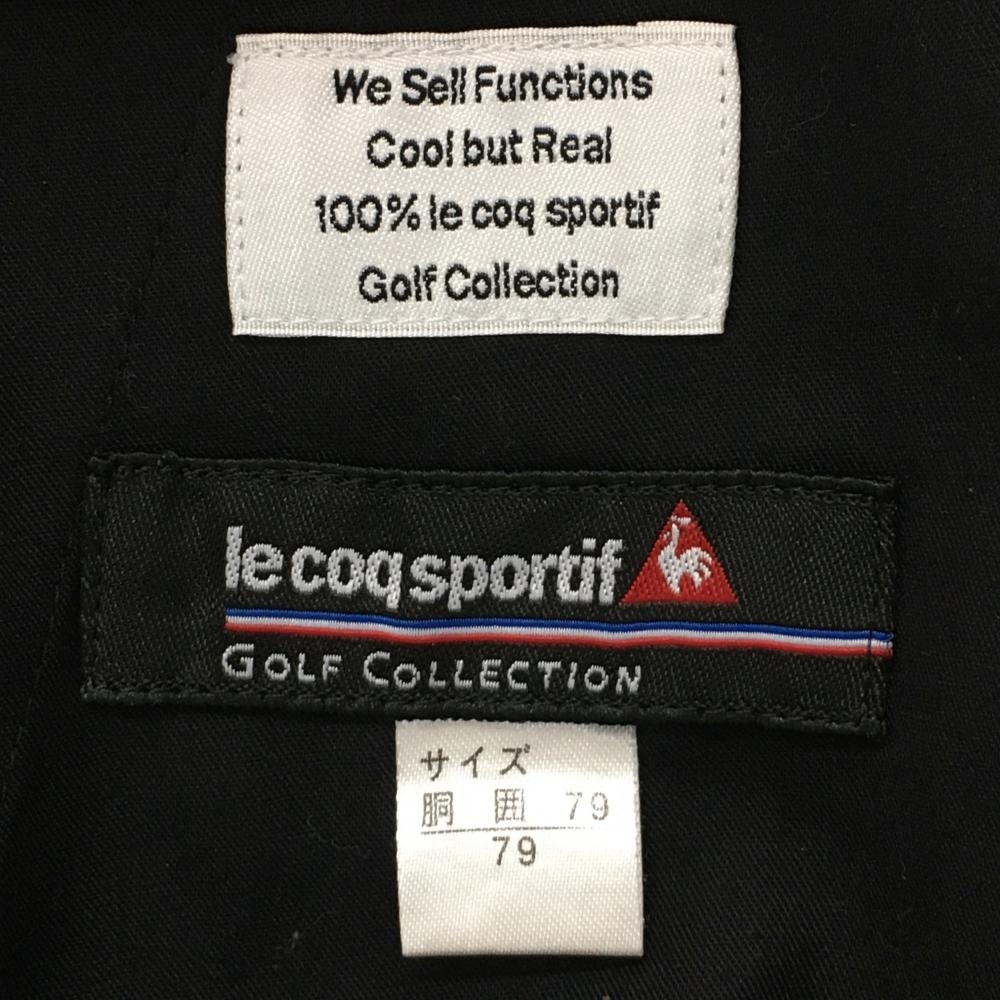 We Sell Functions
Cool but Real
100% le coq sportif
Golf Collection
le coq sportif
GOLF COLLECTION
サイズ
胴囲 79
79